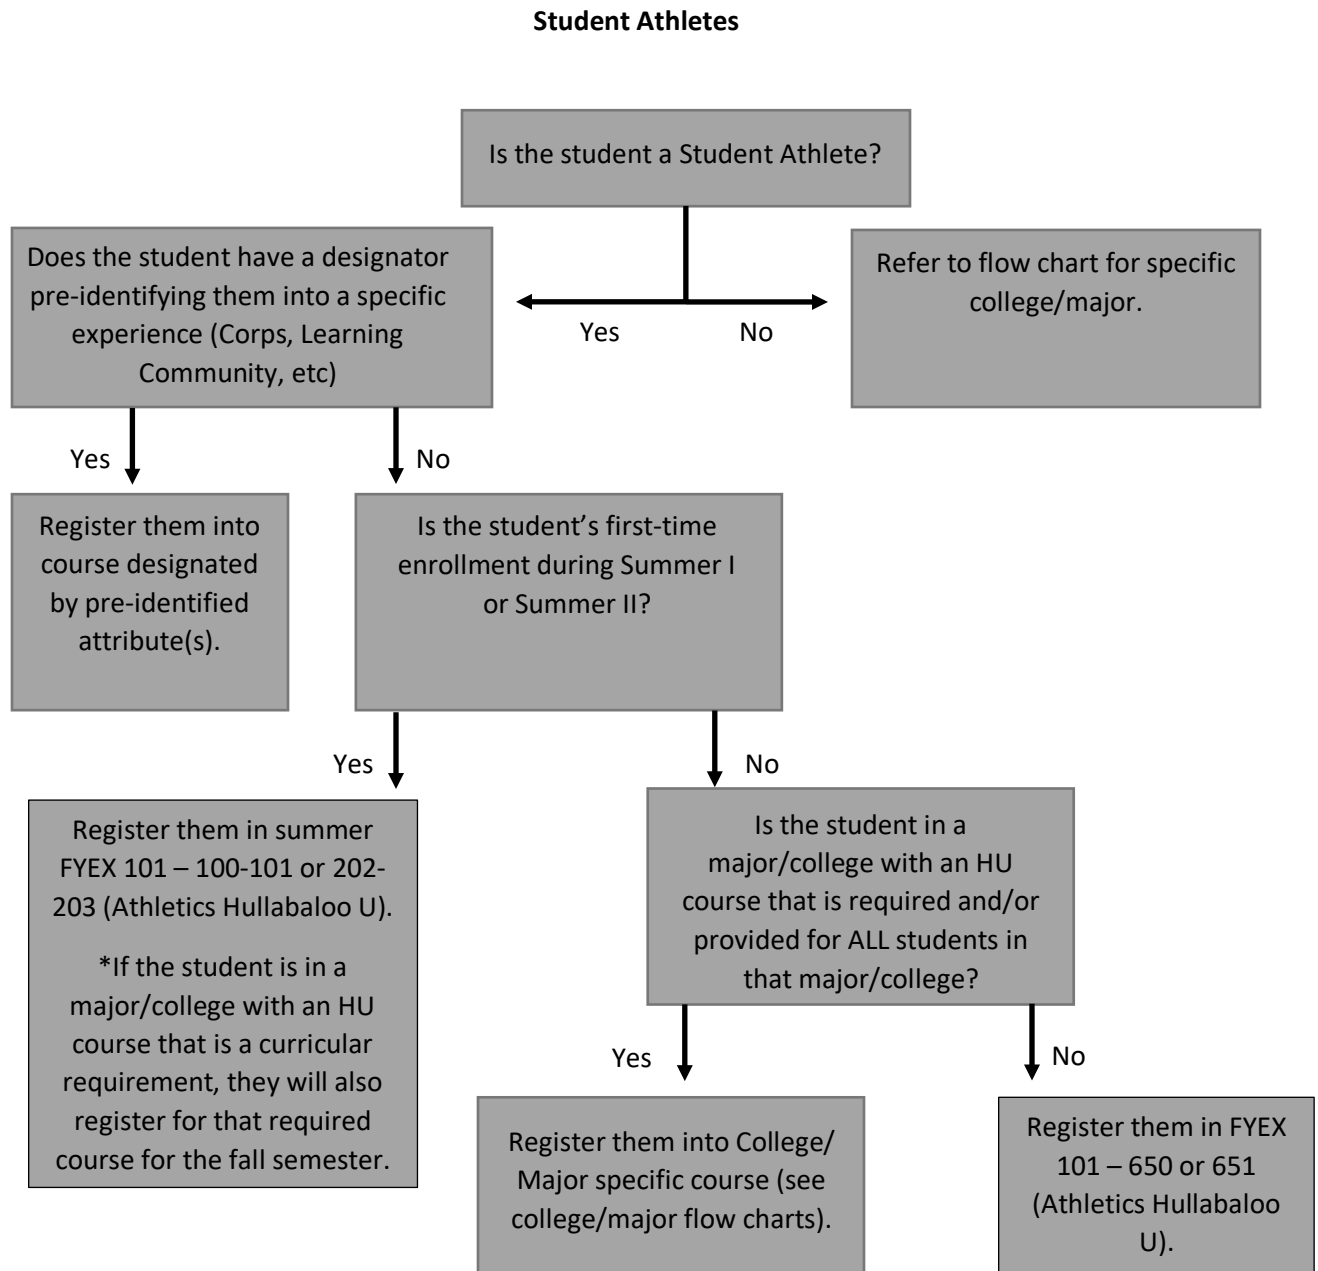 Student Athletes
Is the student a Student Athlete?
Does the student have a designator
pre-identifying them into a specific
experience (Corps, Learning
Community, etc)
Refer to flow chart for specific
college/major.
Yes
No
Yes
No
Register them into
course designated
by pre-identified
attribute(s).
Is the student’s first-time
enrollment during Summer I
or Summer II?
Yes
No
Register them in summer
FYEX 101 – 100-101 or 202-
203 (Athletics Hullabaloo U).
*If the student is in a
major/college with an HU
course that is a curricular
requirement, they will also
register for that required
course for the fall semester.
Is the student in a
major/college with an HU
course that is required and/or
provided for ALL students in
that major/college?
Yes
No
Register them into College/
Major specific course (see
college/major flow charts).
Register them in FYEX
101 – 650 or 651
(Athletics Hullabaloo
U).